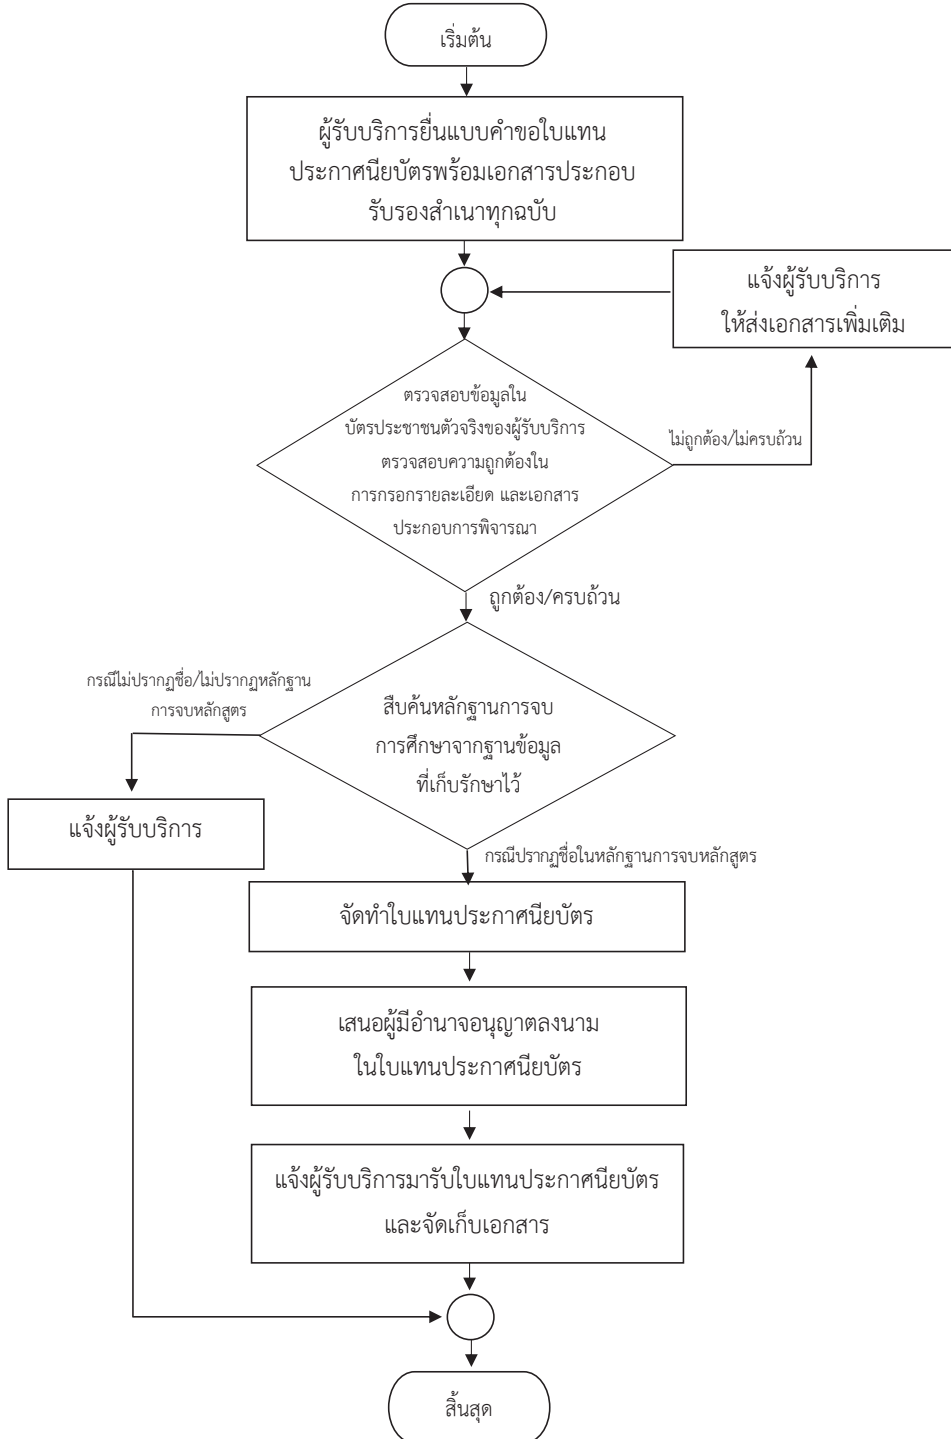 เริ่มต้น
ผู้รับบริการยื่นแบบคำขอใบแทน
ประกาศนียบัตรพร้อมเอกสารประกอบ
รับรองสำเนาทุกฉบับ
แจ้งผู้รับบริการ
ให้ส่งเอกสารเพิ่มเติม
ตรวจสอบข้อมูลใน
บัตรประชาชนตัวจริงของผู้รับบริการ
ตรวจสอบความถูกต้องใน
การกรอกรายละเอียด และเอกสาร
ประกอบการพิจารณา
ไม่ถูกต้อง/ไม่ครบถ้วน
ถูกต้อง/ครบถ้วน
กรณีไม่ปรากฏชื่อ/ไม่ปรากฏหลักฐาน
การจบหลักสูตร
สืบค้นหลักฐานการจบ
การศึกษาจากฐานข้อมูล
ที่เก็บรักษาไว้
แจ้งผู้รับบริการ
กรณีปรากฏชื่อในหลักฐานการจบหลักสูตร
จัดทำใบแทนประกาศนียบัตร
เสนอผู้มีอำนาจอนุญาตลงนาม
ในใบแทนประกาศนียบัตร
แจ้งผู้รับบริการมารับใบแทนประกาศนียบัตร
และจัดเก็บเอกสาร
สิ้นสุด